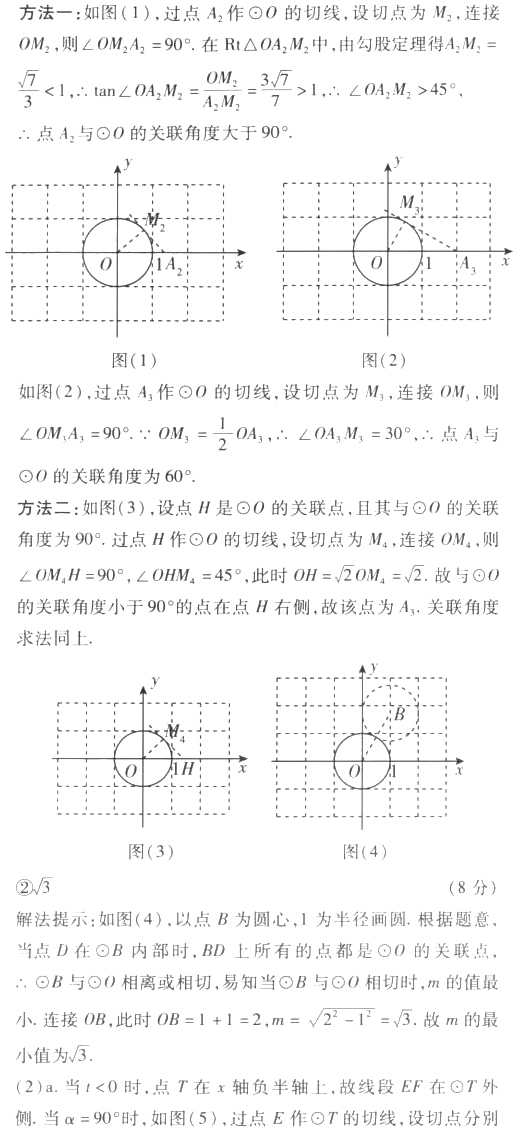 方法一:如图(1),过点 A₂ 作⊙O 的切线,设切点为 M₂,连接
OM₂,则∠OM₂A₂ = 90°. 在 Rt△OA₂M₂ 中,由勾股定理得A₂M₂ =
√7/3 < 1,∴ tan∠OA₂M₂ = OM₂/A₂M₂ = 3√7/7 > 1,∴ ∠OA₂M₂ > 45°,
∴ 点 A₂ 与⊙O 的关联角度大于 90°.
y
M₂
O
1
A₂
x
图(1)
y
M₃
O
1
A₃
x
图(2)
如图(2),过点 A₃ 作⊙O 的切线,设切点为 M₃,连接 OM₃,则
∠OM₃A₃ = 90°. ∵ OM₃ = 1/2 OA₃,∴ ∠OA₃M₃ = 30°,∴ 点 A₃ 与
⊙O 的关联角度为 60°.
方法二:如图(3),设点 H 是⊙O 的关联点,且其与⊙O 的关联
角度为 90°. 过点 H 作⊙O 的切线,设切点为 M₄,连接 OM₄,则
∠OM₄H = 90°,∠OHM₄ = 45°,此时 OH = √2OM₄ = √2. 故与⊙O
的关联角度小于 90°的点在点 H 右侧,故该点为 A₃. 关联角度
求法同上.
y
M₄
O
1
H
x
图(3)
y
B
O
1
x
图(4)
②√3 (8 分)
解法提示:如图(4),以点 B 为圆心,1 为半径画圆. 根据题意,
当点 D 在⊙B 内部时,BD 上所有的点都是⊙O 的关联点,
∴ ⊙B 与⊙O 相离或相切,易知当⊙B 与⊙O 相切时,m 的值最
小. 连接 OB,此时 OB = 1 + 1 = 2,m = √(2² - 1²) = √3. 故 m 的最
小值为√3.
(2)a. 当 t < 0 时,点 T 在 x 轴负半轴上,故线段 EF 在⊙T 外
侧. 当 α = 90°时,如图(5),过点 E 作⊙T 的切线,设切点分别